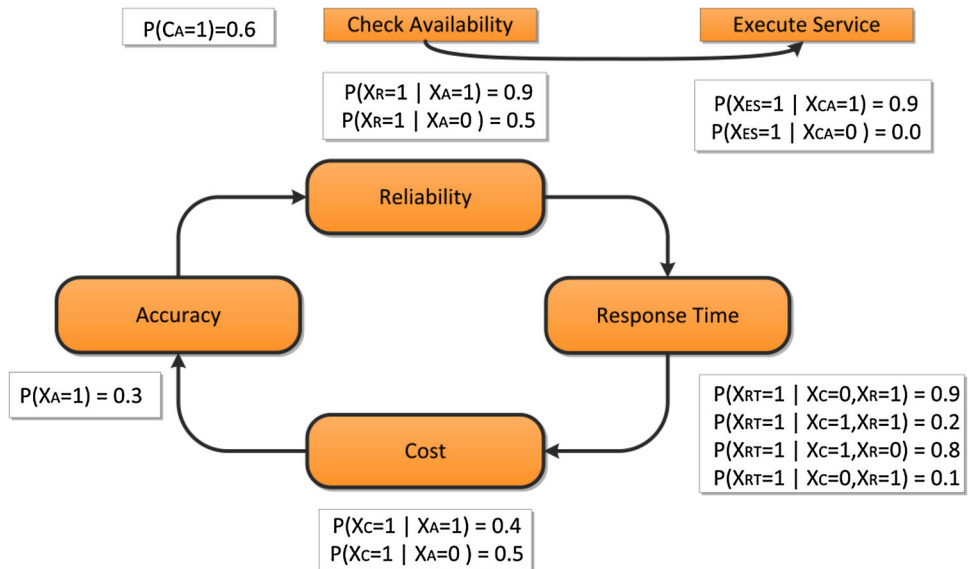 P(CA=1)=0.6
Check Availability
Execute Service
P(XR=1 | XA=1) = 0.9
P(XR=1 | XA=0 ) = 0.5
P(XES=1 | XCA=1) = 0.9
P(XES=1 | XCA=0 ) = 0.0
Reliability
Accuracy
Response Time
P(XA=1) = 0.3
P(XRT=1 | XC=0,XR=1) = 0.9
P(XRT=1 | XC=1,XR=1) = 0.2
P(XRT=1 | XC=1,XR=0) = 0.8
P(XRT=1 | XC=0,XR=1) = 0.1
Cost
P(XC=1 | XA=1) = 0.4
P(XC=1 | XA=0 ) = 0.5